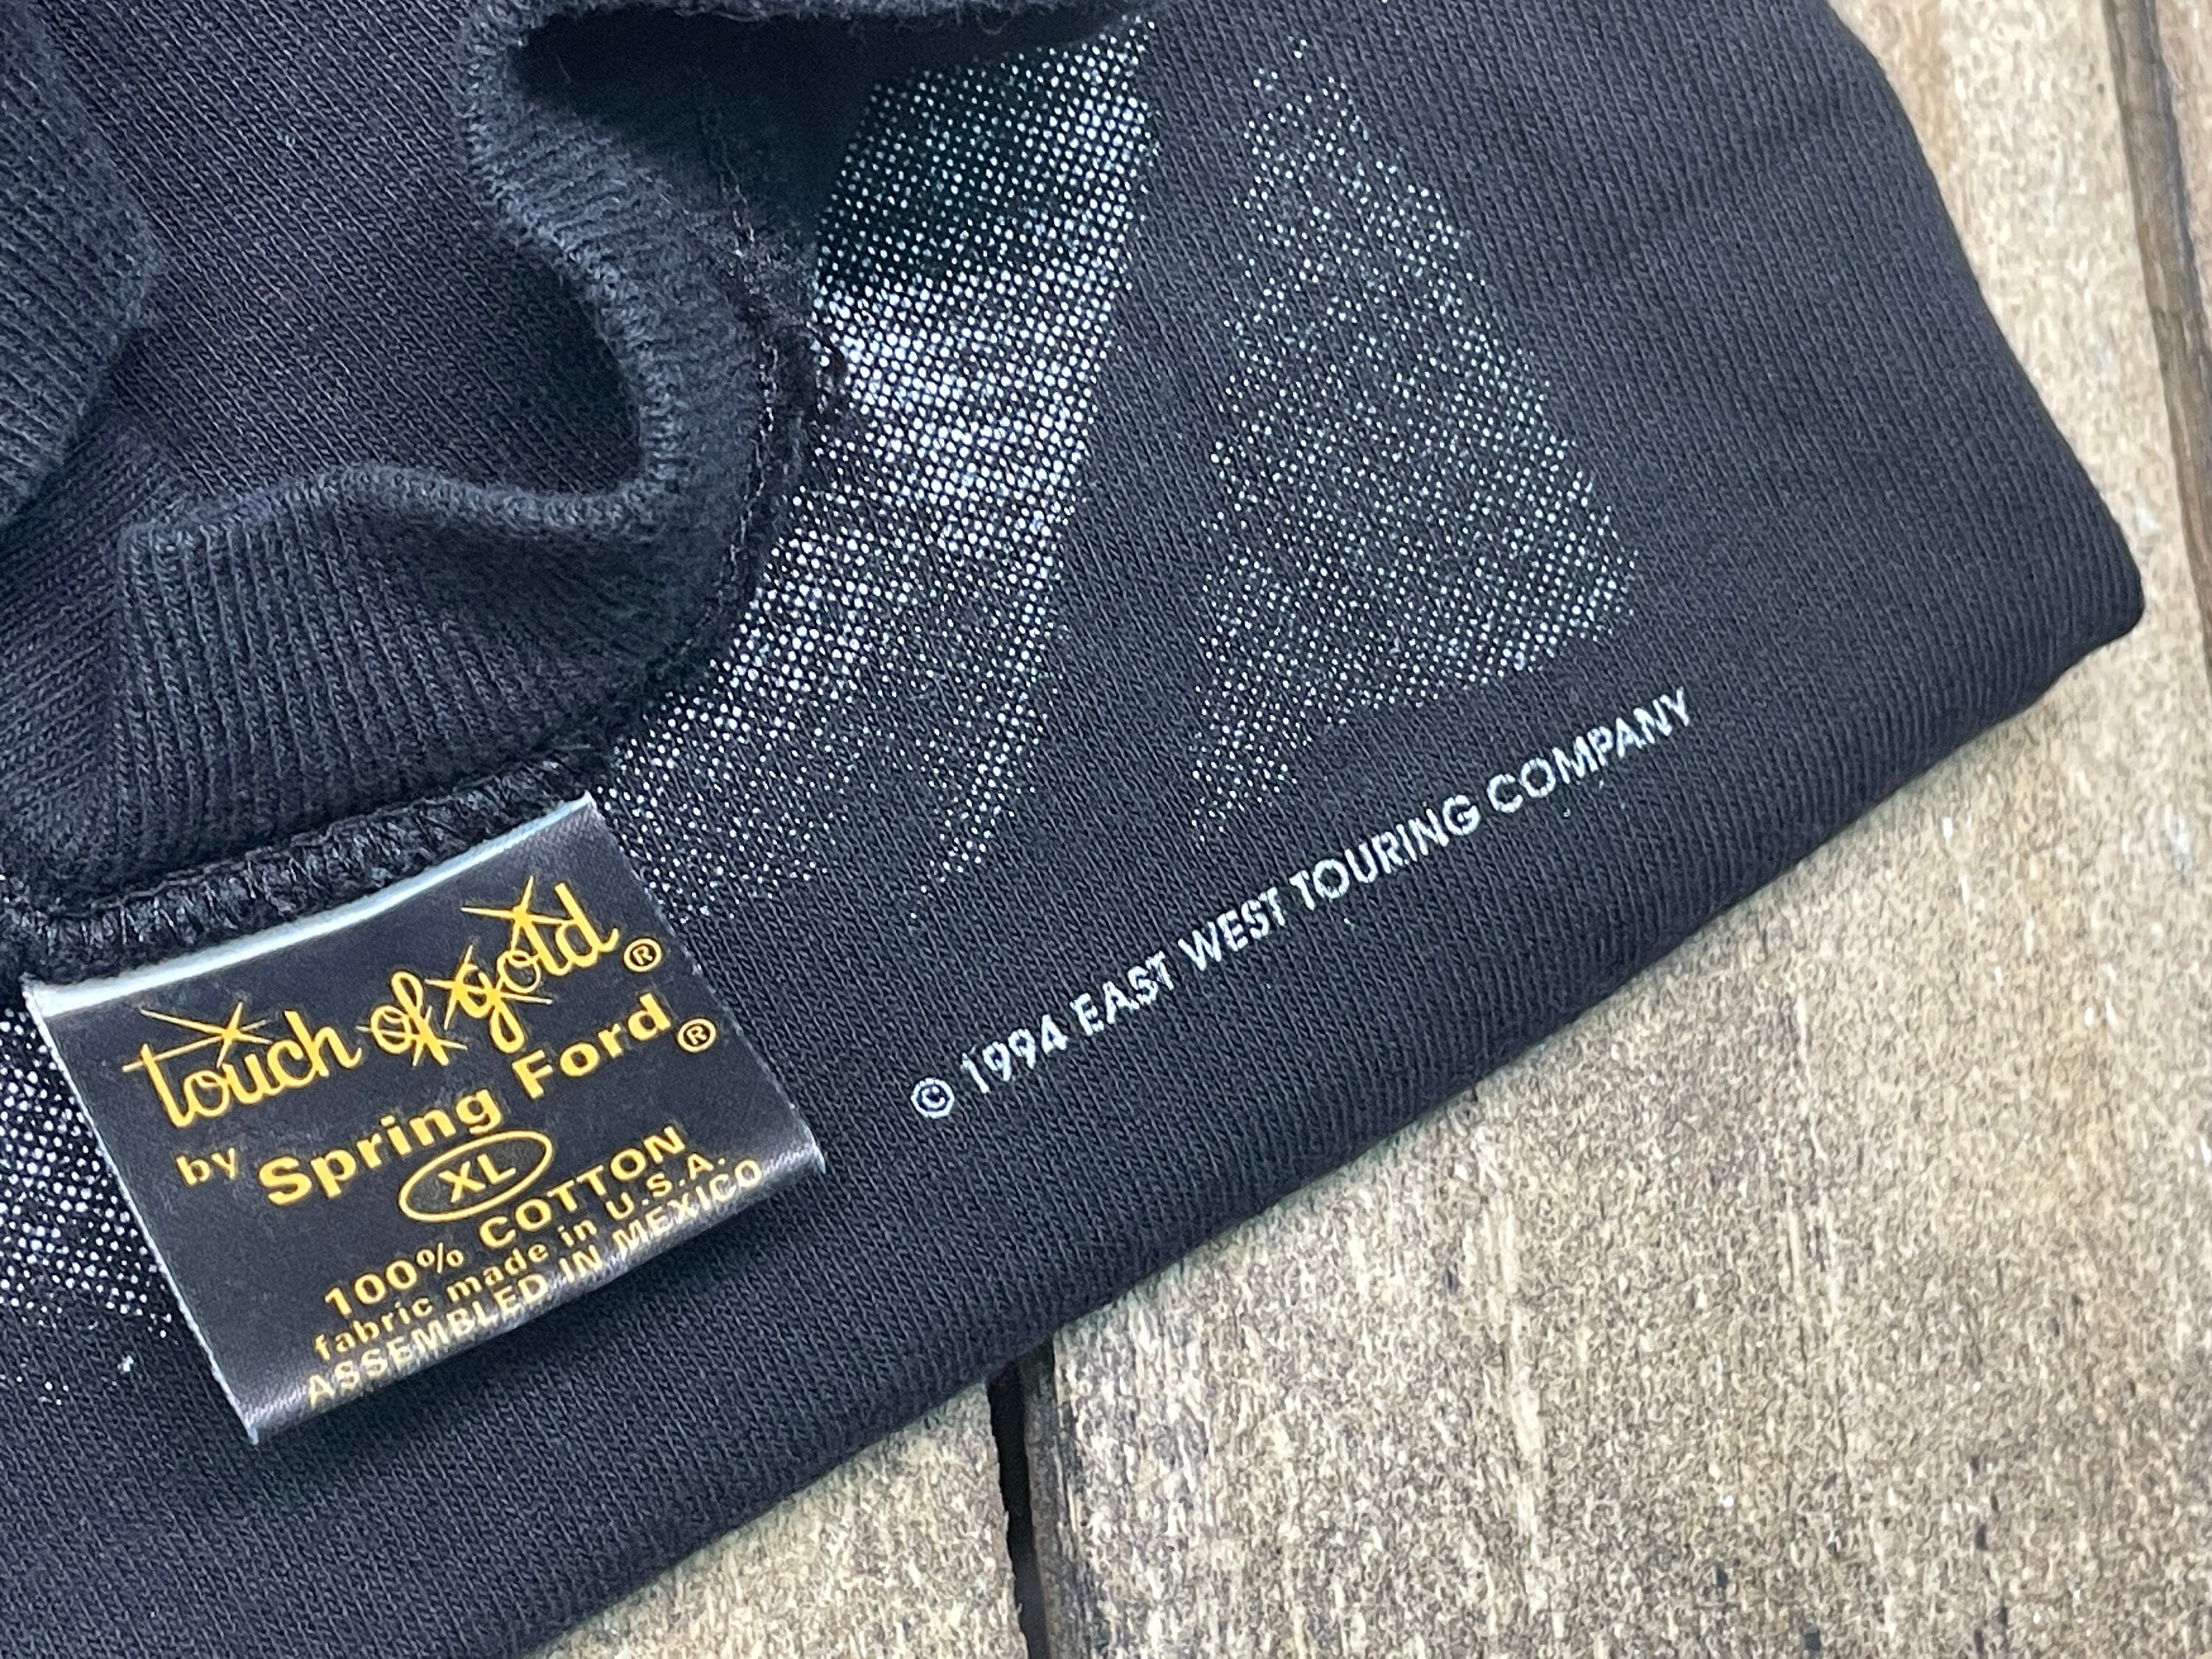 touch of gold®
by Spring Ford®
XL
100% COTTON
fabric made in U.S.A.
ASSEMBLED IN MEXICO
© 1994 EAST WEST TOURING COMPANY